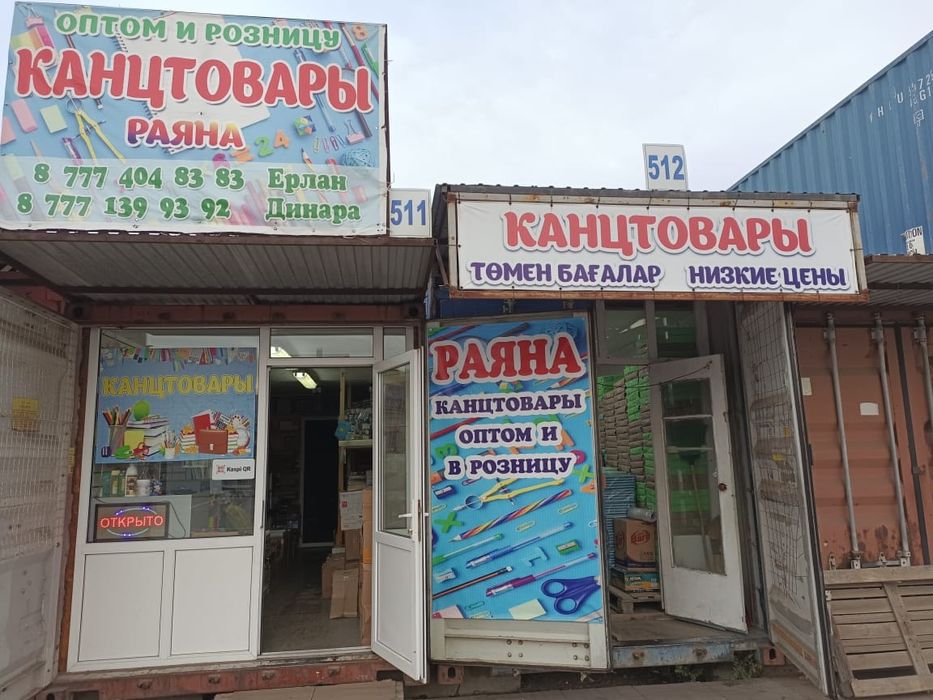 ОПТОМ И РОЗНИЦУ
КАНЦТОВАРЫ
РАЯНА
8 777 404 83 83 Ерлан
8 777 139 93 92 Динара
511
512
КАНЦТОВАРЫ
ТӨМЕН БАҒАЛАР НИЗКИЕ ЦЕНЫ
КАНЦТОВАРЫ
Kaspi QR
ОТКРЫТО
РАЯНА
КАНЦТОВАРЫ
ОПТОМ И
В РОЗНИЦУ